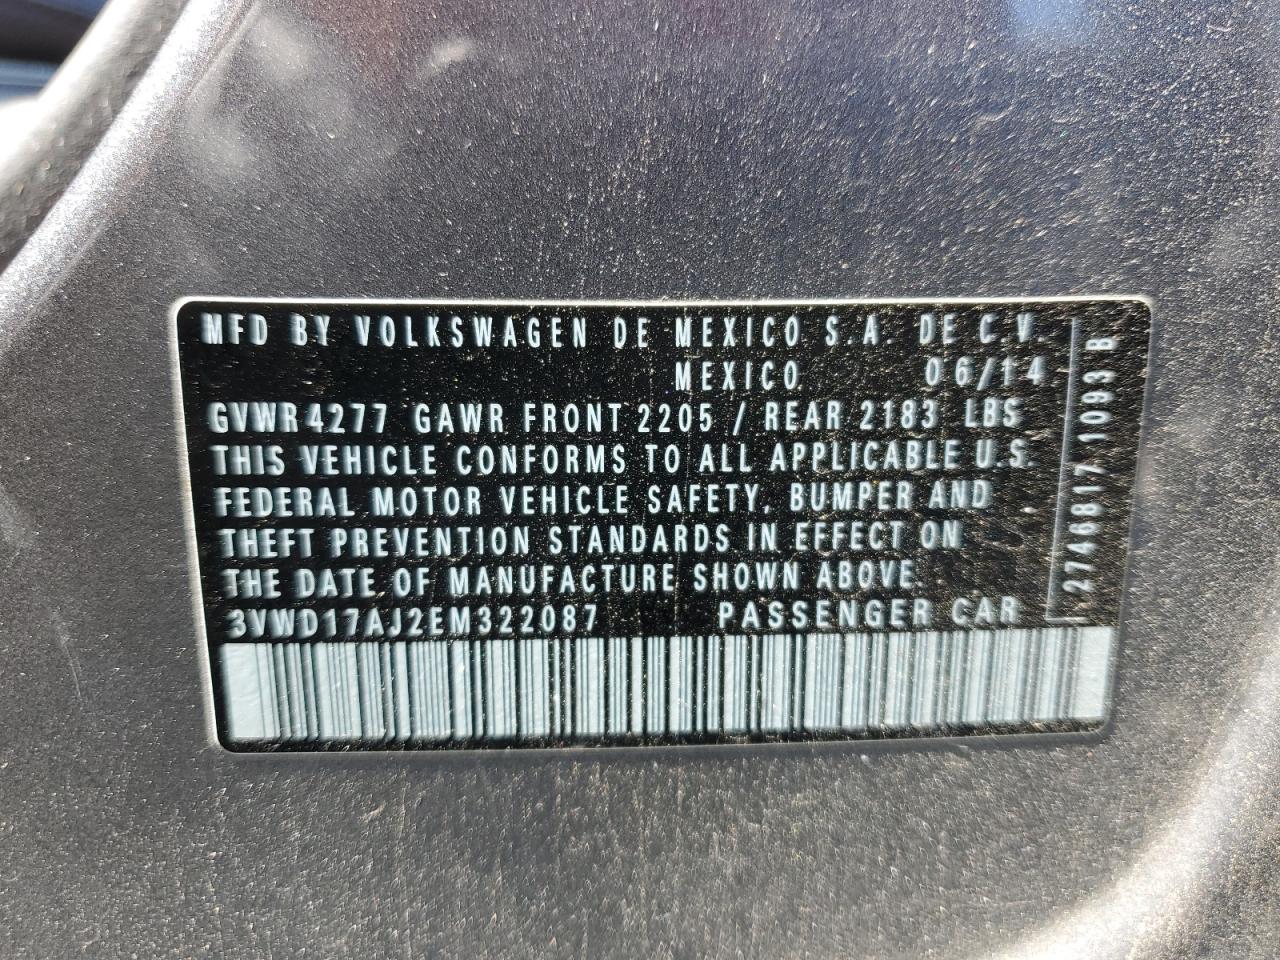 MFD BY VOLKSWAGEN DE MEXICO S.A. DE C.V.
MEXICO 06/14
GVWR 4277 GAWR FRONT 2205 / REAR 2183 LBS
THIS VEHICLE CONFORMS TO ALL APPLICABLE U.S.
FEDERAL MOTOR VEHICLE SAFETY, BUMPER AND
THEFT PREVENTION STANDARDS IN EFFECT ON
THE DATE OF MANUFACTURE SHOWN ABOVE.
3VWD17AJ2EM322087 PASSENGER CAR
2746817 1093 B